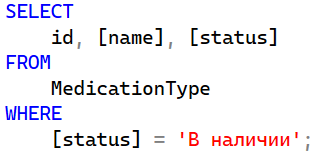 SELECT
    id, [name], [status]
FROM
    MedicationType
WHERE
    [status] = 'В наличии';